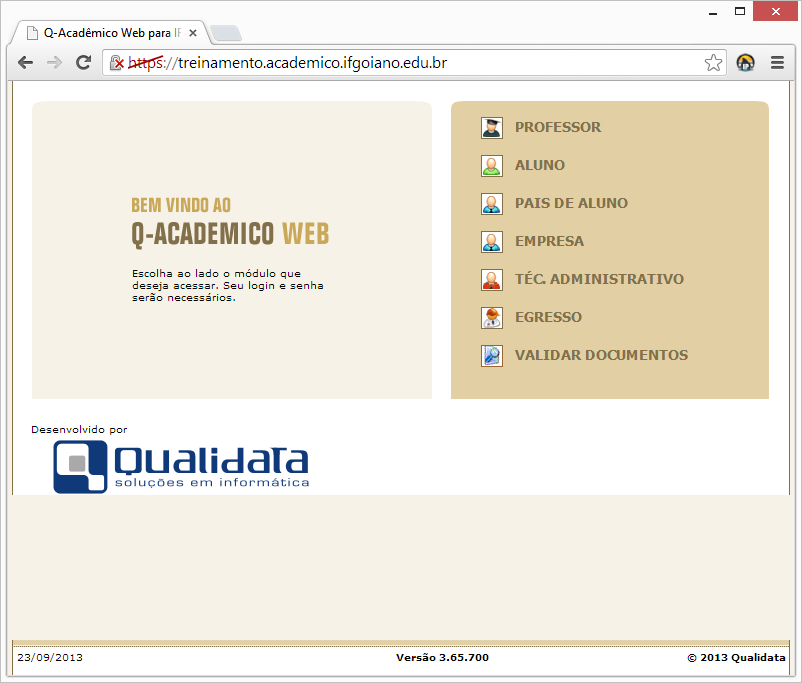 Q-Acadêmico Web para IF
https://treinamento.academico.ifgoiano.edu.br
BEM VINDO AO
Q-ACADEMICO WEB
Escolha ao lado o módulo que
deseja acessar. Seu login e senha
serão necessários.
PROFESSOR
ALUNO
PAIS DE ALUNO
EMPRESA
TÉC. ADMINISTRATIVO
EGRESSO
VALIDAR DOCUMENTOS
Desenvolvido por
Qualidata
soluções em informática
23/09/2013
Versão 3.65.700
© 2013 Qualidata